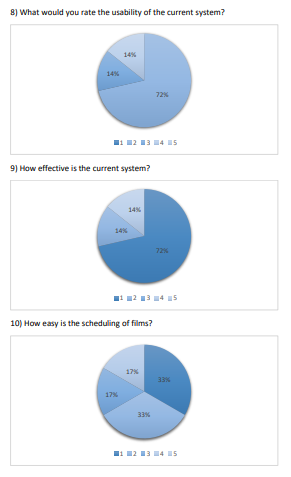 8) What would you rate the usability of the current system?
14%
14%
72%
1 2 3 4 5
9) How effective is the current system?
14%
14%
72%
1 2 3 4 5
10) How easy is the scheduling of films?
17%
33%
17%
33%
1 2 3 4 5